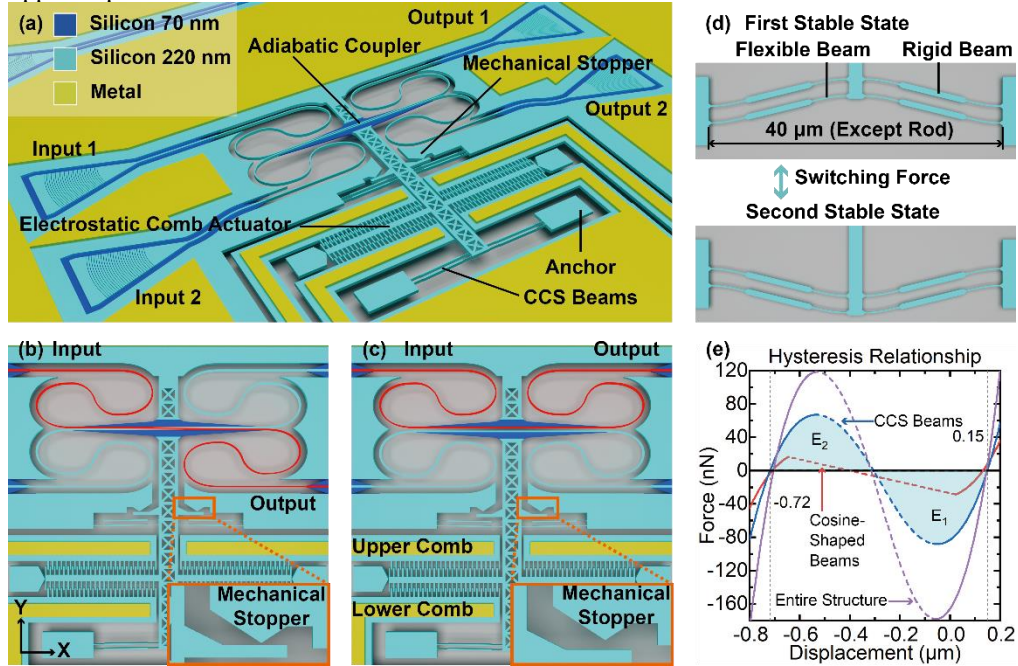 (a)
Silicon 70 nm
Silicon 220 nm
Metal
Output 1
Adiabatic Coupler
Mechanical Stopper
Output 2
Input 1
Electrostatic Comb Actuator
Input 2
Anchor
CCS Beams
(d) First Stable State
Flexible Beam
Rigid Beam
40 μm (Except Rod)
Switching Force
Second Stable State
(b)
Input
Output
Mechanical
Stopper
Y
X
(c)
Input
Output
Upper Comb
Lower Comb
Mechanical
Stopper
(e)
Hysteresis Relationship
120
80
40
0
-40
-80
-120
-160
Force (nN)
CCS Beams
E2
0.15
-0.72
E1
Cosine-
Shaped
Beams
Entire Structure
-0.8
-0.6
-0.4
-0.2
0.0
0.2
Displacement (μm)